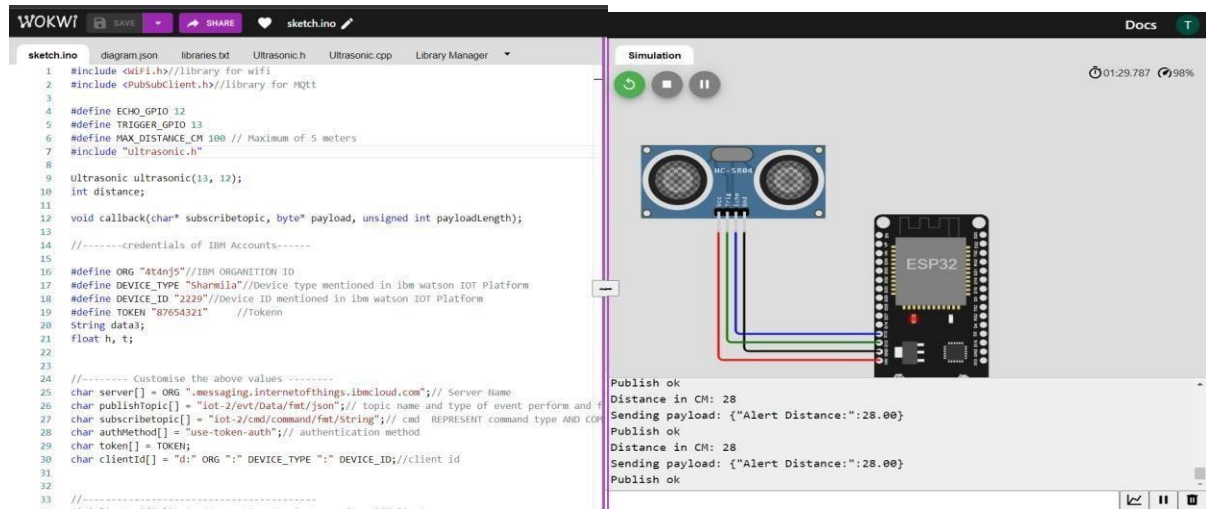 WOKWI SAVE SHARE sketch.ino Docs T
sketch.ino diagram.json libraries.txt Ultrasonic.h Ultrasonic.cpp Library Manager
1 #include <WiFi.h>//library for wifi
2 #include <PubSubClient.h>//library for MQtt
3
4 #define ECHO_GPIO 12
5 #define TRIGGER_GPIO 13
6 #define MAX_DISTANCE_CM 100 // Maximum of 5 meters
7 #include "Ultrasonic.h"
8
9 Ultrasonic ultrasonic(13, 12);
10 int distance;
11
12 void callback(char* subscribetopic, byte* payload, unsigned int payloadLength);
13
14 //-------credentials of IBM Accounts------
15
16 #define ORG "4t4nj5"//IBM ORGANITION ID
17 #define DEVICE_TYPE "Sharmila"//Device type mentioned in ibm watson IOT Platform
18 #define DEVICE_ID "2229"//Device ID mentioned in ibm watson IOT Platform
19 #define TOKEN "87654321" //Tokenn
20 String data3;
21 float h, t;
22
23
24 //-------- Customise the above values --------
25 char server[] = ORG ".messaging.internetofthings.ibmcloud.com";// Server Name
26 char publishTopic[] = "iot-2/evt/Data/fmt/json";// topic name and type of event perform and f
27 char subscribetopic[] = "iot-2/cmd/command/fmt/String";// cmd REPRESENT command type AND COM
28 char authMethod[] = "use-token-auth";// authentication method
29 char token[] = TOKEN;
30 char clientId[] = "d:" ORG ":" DEVICE_TYPE ":" DEVICE_ID;//client id
31
32
33 //-----------------------------------------
Simulation
01:29.787 98%
HC-SR04
Vcc
Trig
Echo
Gnd
ESP32
Publish ok
Distance in CM: 28
Sending payload: {"Alert Distance:":28.00}
Publish ok
Distance in CM: 28
Sending payload: {"Alert Distance:":28.00}
Publish ok